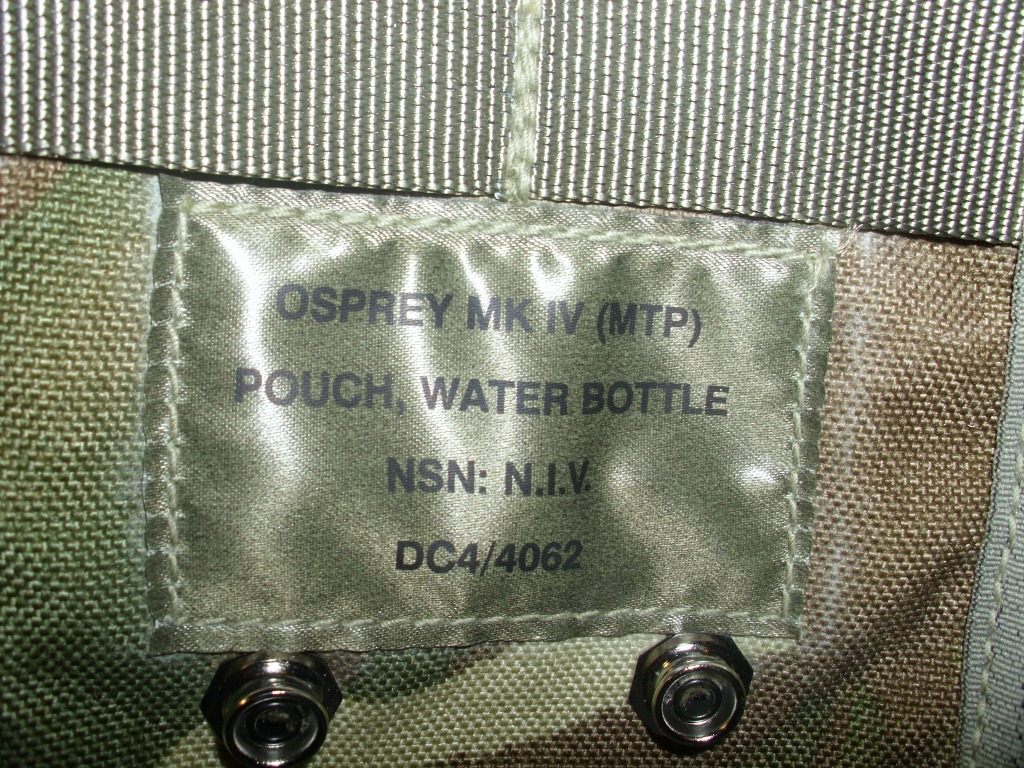 OSPREY MK IV (MTP)
POUCH, WATER BOTTLE
NSN: N.I.V.
DC4/4062